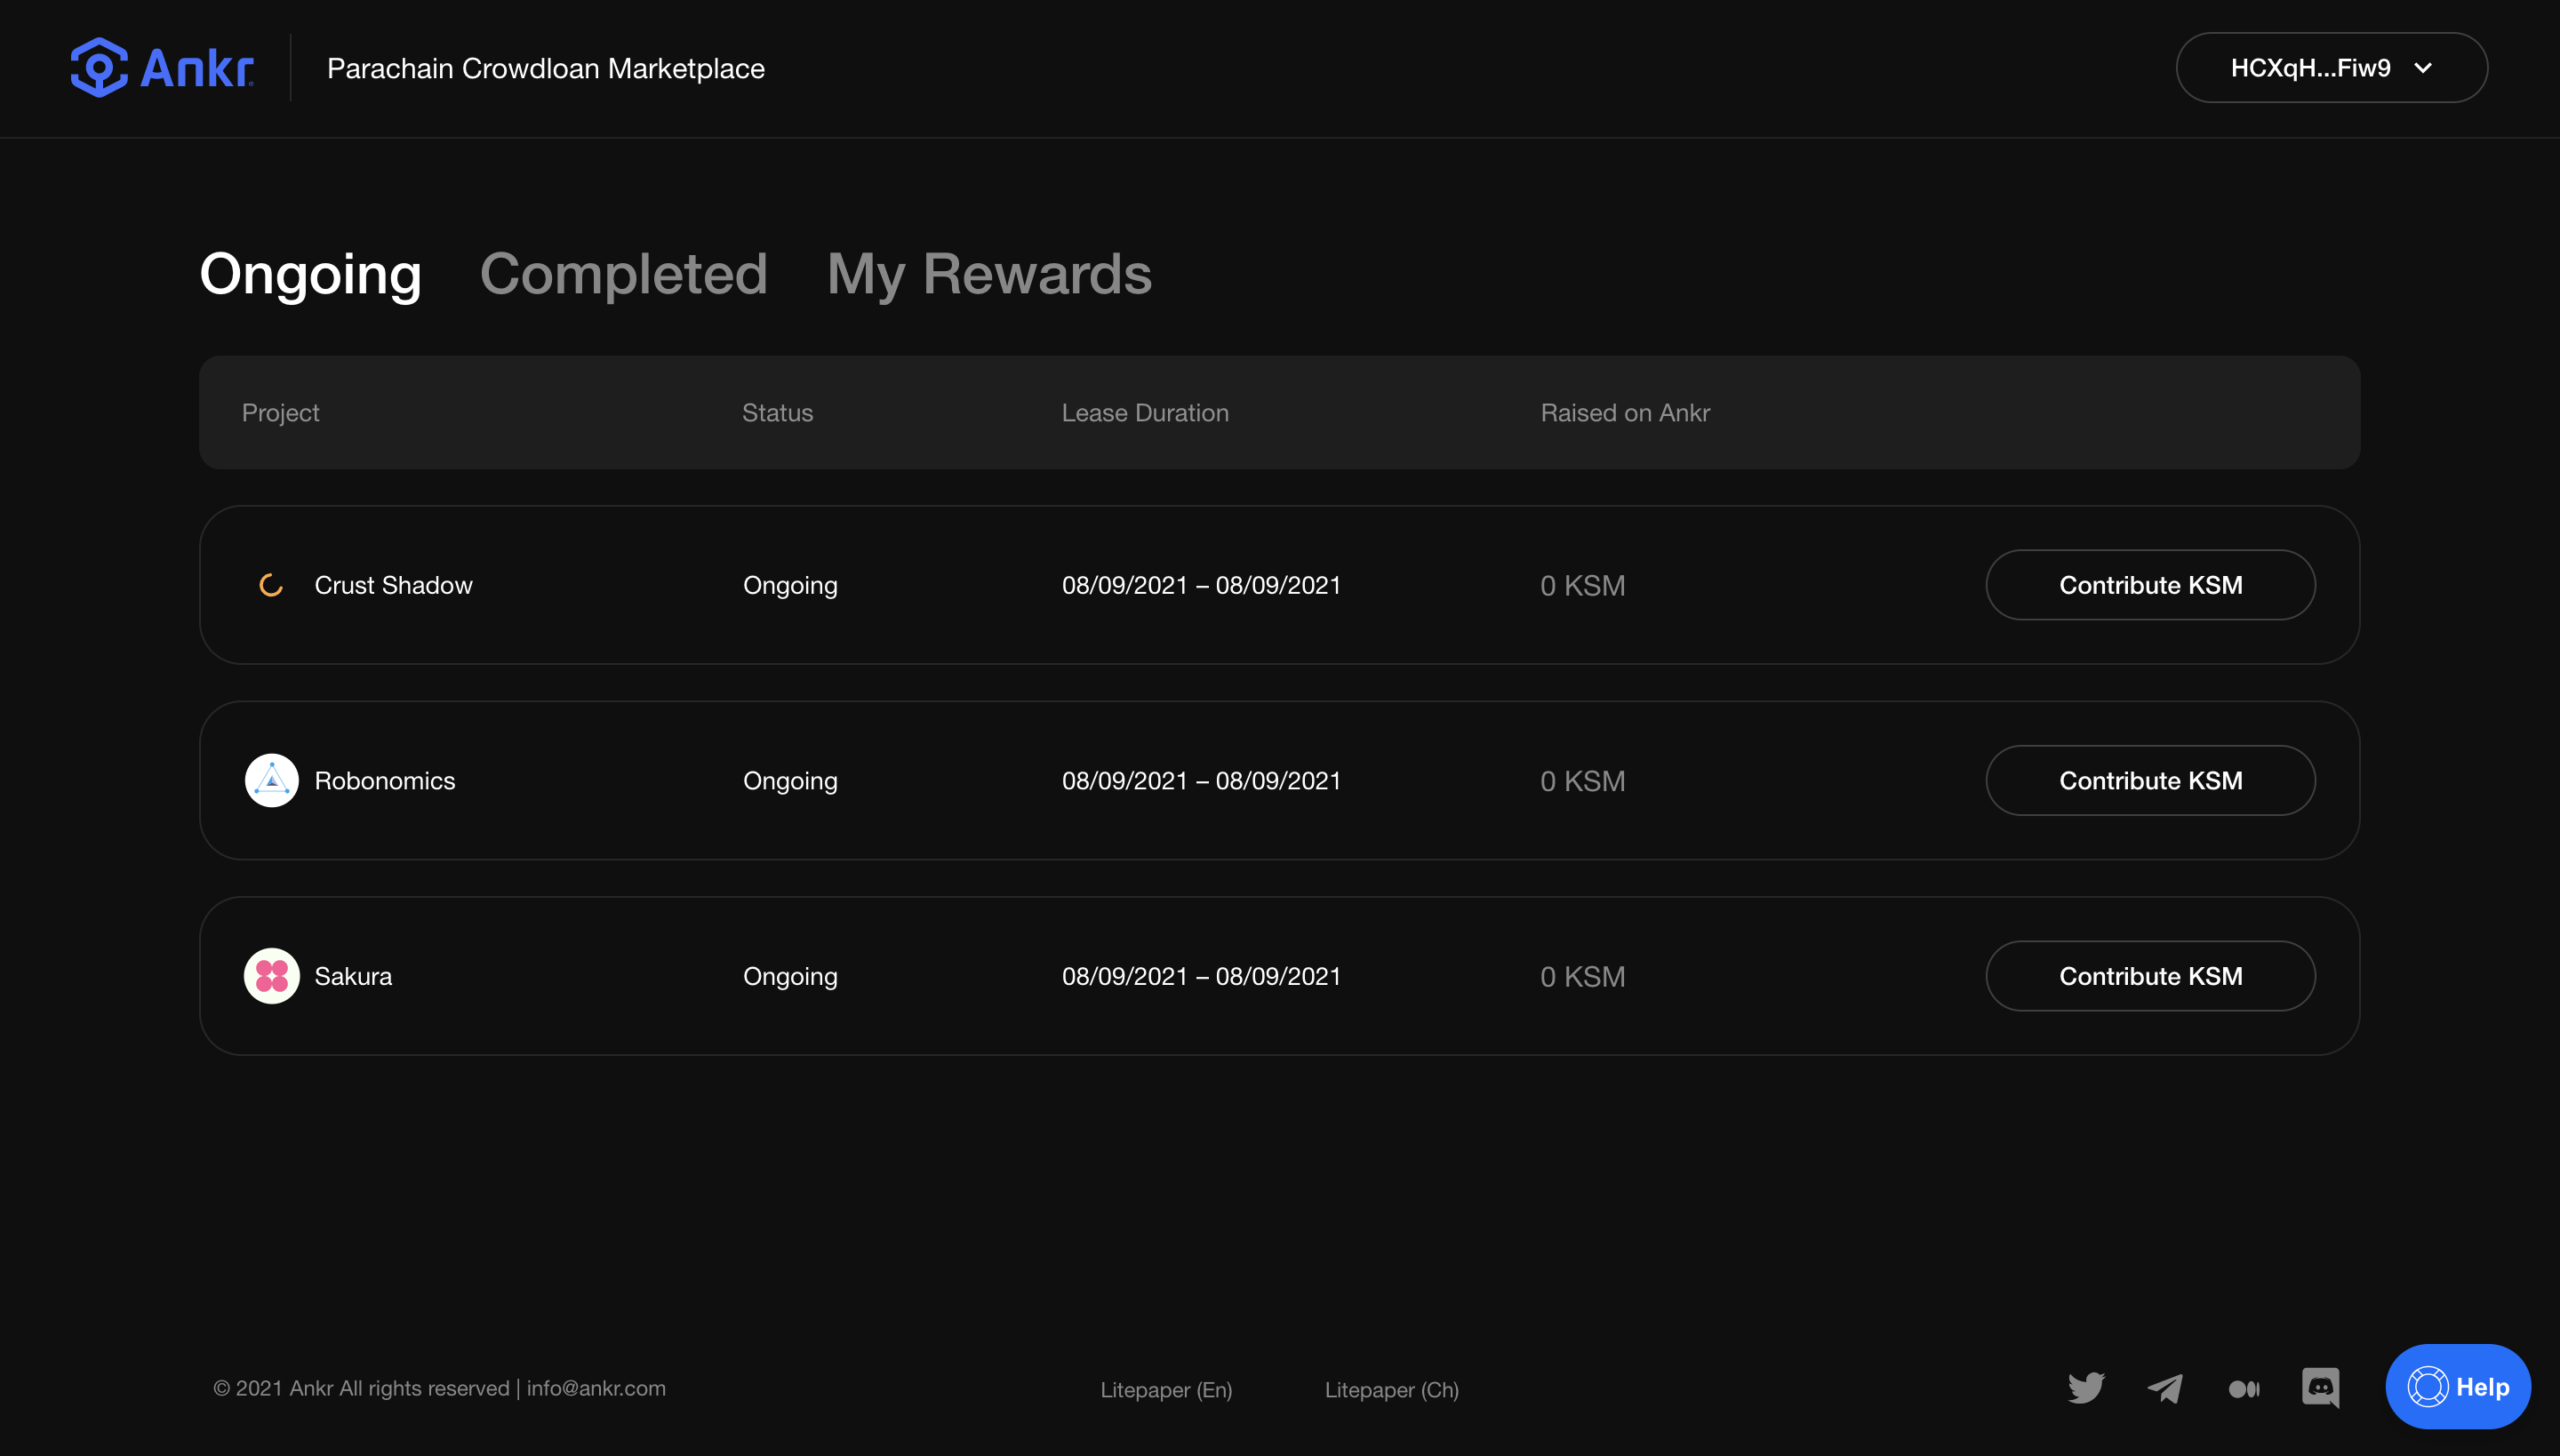 Ankr
Parachain Crowdloan Marketplace
HCXqH...Fiw9
Ongoing Completed My Rewards
Project Status Lease Duration Raised on Ankr
Crust Shadow Ongoing 08/09/2021 – 08/09/2021 0 KSM Contribute KSM
Robonomics Ongoing 08/09/2021 – 08/09/2021 0 KSM Contribute KSM
Sakura Ongoing 08/09/2021 – 08/09/2021 0 KSM Contribute KSM
© 2021 Ankr All rights reserved | info@ankr.com
Litepaper (En) Litepaper (Ch)
Help